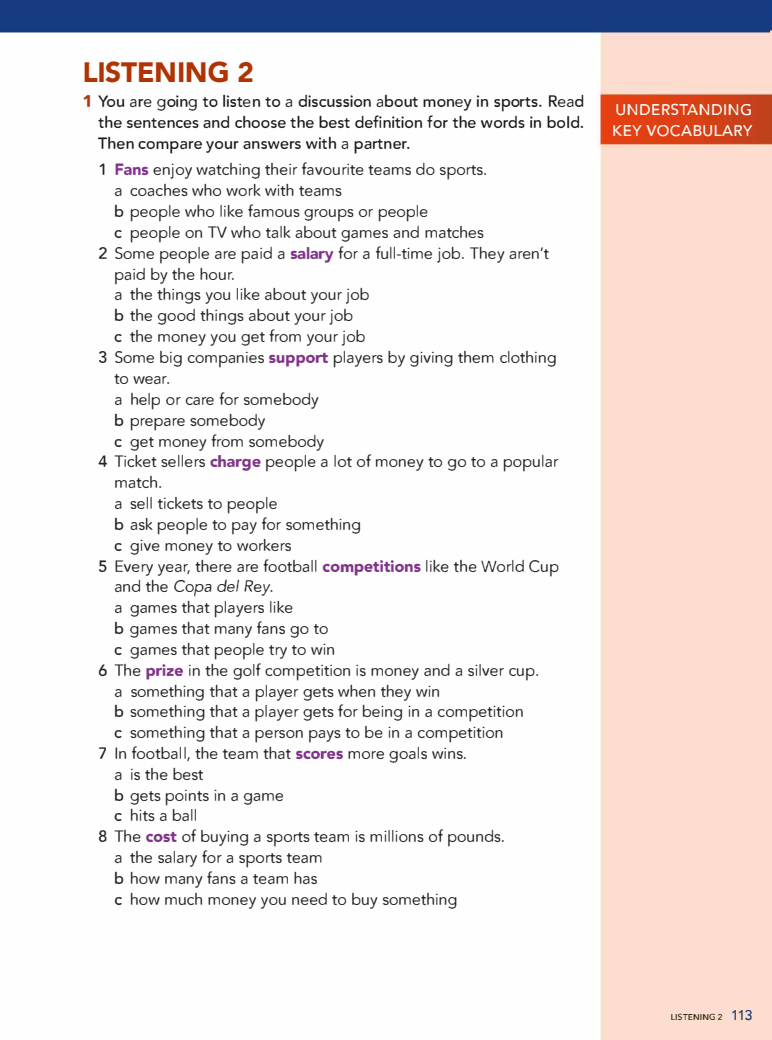 LISTENING 2
1 You are going to listen to a discussion about money in sports. Read
the sentences and choose the best definition for the words in bold.
Then compare your answers with a partner.
UNDERSTANDING
KEY VOCABULARY
1 Fans enjoy watching their favourite teams do sports.
a coaches who work with teams
b people who like famous groups or people
c people on TV who talk about games and matches
2 Some people are paid a salary for a full-time job. They aren't
paid by the hour.
a the things you like about your job
b the good things about your job
c the money you get from your job
3 Some big companies support players by giving them clothing
to wear.
a help or care for somebody
b prepare somebody
c get money from somebody
4 Ticket sellers charge people a lot of money to go to a popular
match.
a sell tickets to people
b ask people to pay for something
c give money to workers
5 Every year, there are football competitions like the World Cup
and the Copa del Rey.
a games that players like
b games that many fans go to
c games that people try to win
6 The prize in the golf competition is money and a silver cup.
a something that a player gets when they win
b something that a player gets for being in a competition
c something that a person pays to be in a competition
7 In football, the team that scores more goals wins.
a is the best
b gets points in a game
c hits a ball
8 The cost of buying a sports team is millions of pounds.
a the salary for a sports team
b how many fans a team has
c how much money you need to buy something
LISTENING 2 113